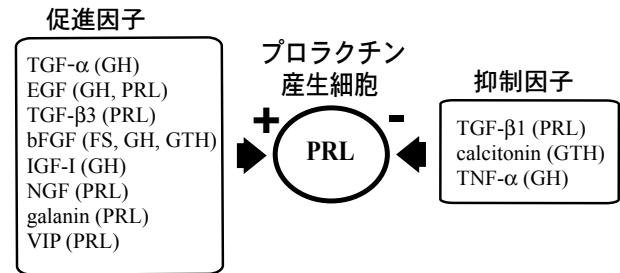 促進因子
TGF-α (GH)
EGF (GH, PRL)
TGF-β3 (PRL)
bFGF (FS, GH, GTH)
IGF-I (GH)
NGF (PRL)
galanin (PRL)
VIP (PRL)
プロラクチン
産生細胞
+
-
PRL
抑制因子
TGF-β1 (PRL)
calcitonin (GTH)
TNF-α (GH)